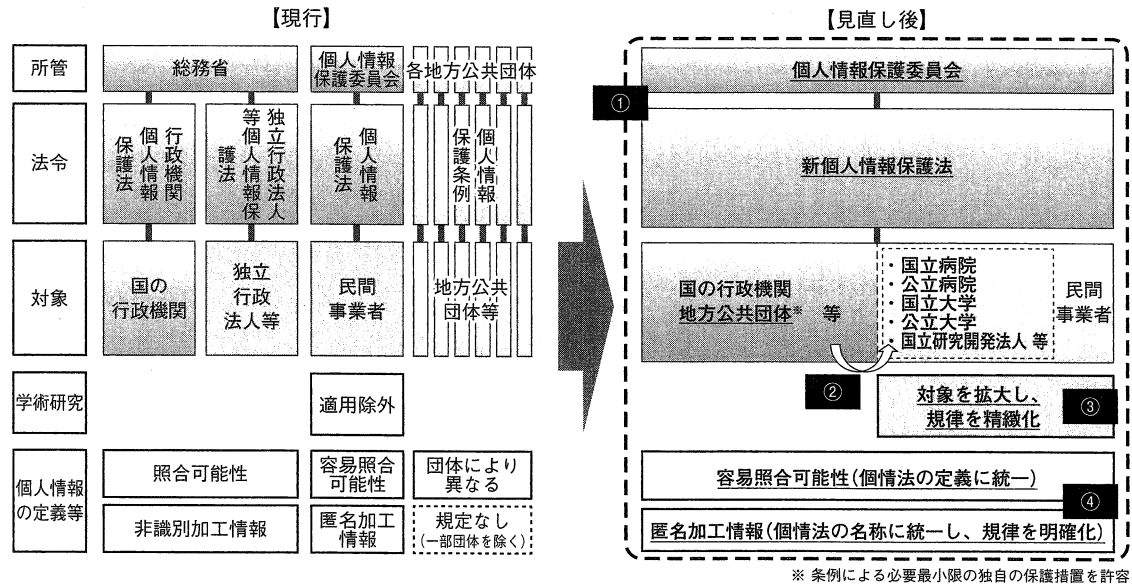 【現行】
所管
総務省
個人情報
保護委員会
各地方公共団体
法令
行政機関
個人情報
保護法
独立行政法人
等個人情報保
護法
個人情報
保護法
個人情報
保護条例
対象
国の
行政機関
独立
行政
法人等
民間
事業者
地方公共
団体等
学術研究
適用除外
個人情報
の定義等
照合可能性
容易照合
可能性
団体により
異なる
非識別加工情報
匿名加工
情報
規定なし
(一部団体を除く)
【見直し後】
①
個人情報保護委員会
新個人情報保護法
国の行政機関
地方公共団体※ 等
・国立病院
・公立病院
・国立大学
・公立大学
・国立研究開発法人 等
民間
事業者
②
対象を拡大し、
規律を精緻化
③
容易照合可能性(個情法の定義に統一)
④
匿名加工情報(個情法の名称に統一し、規律を明確化)
※ 条例による必要最小限の独自の保護措置を許容